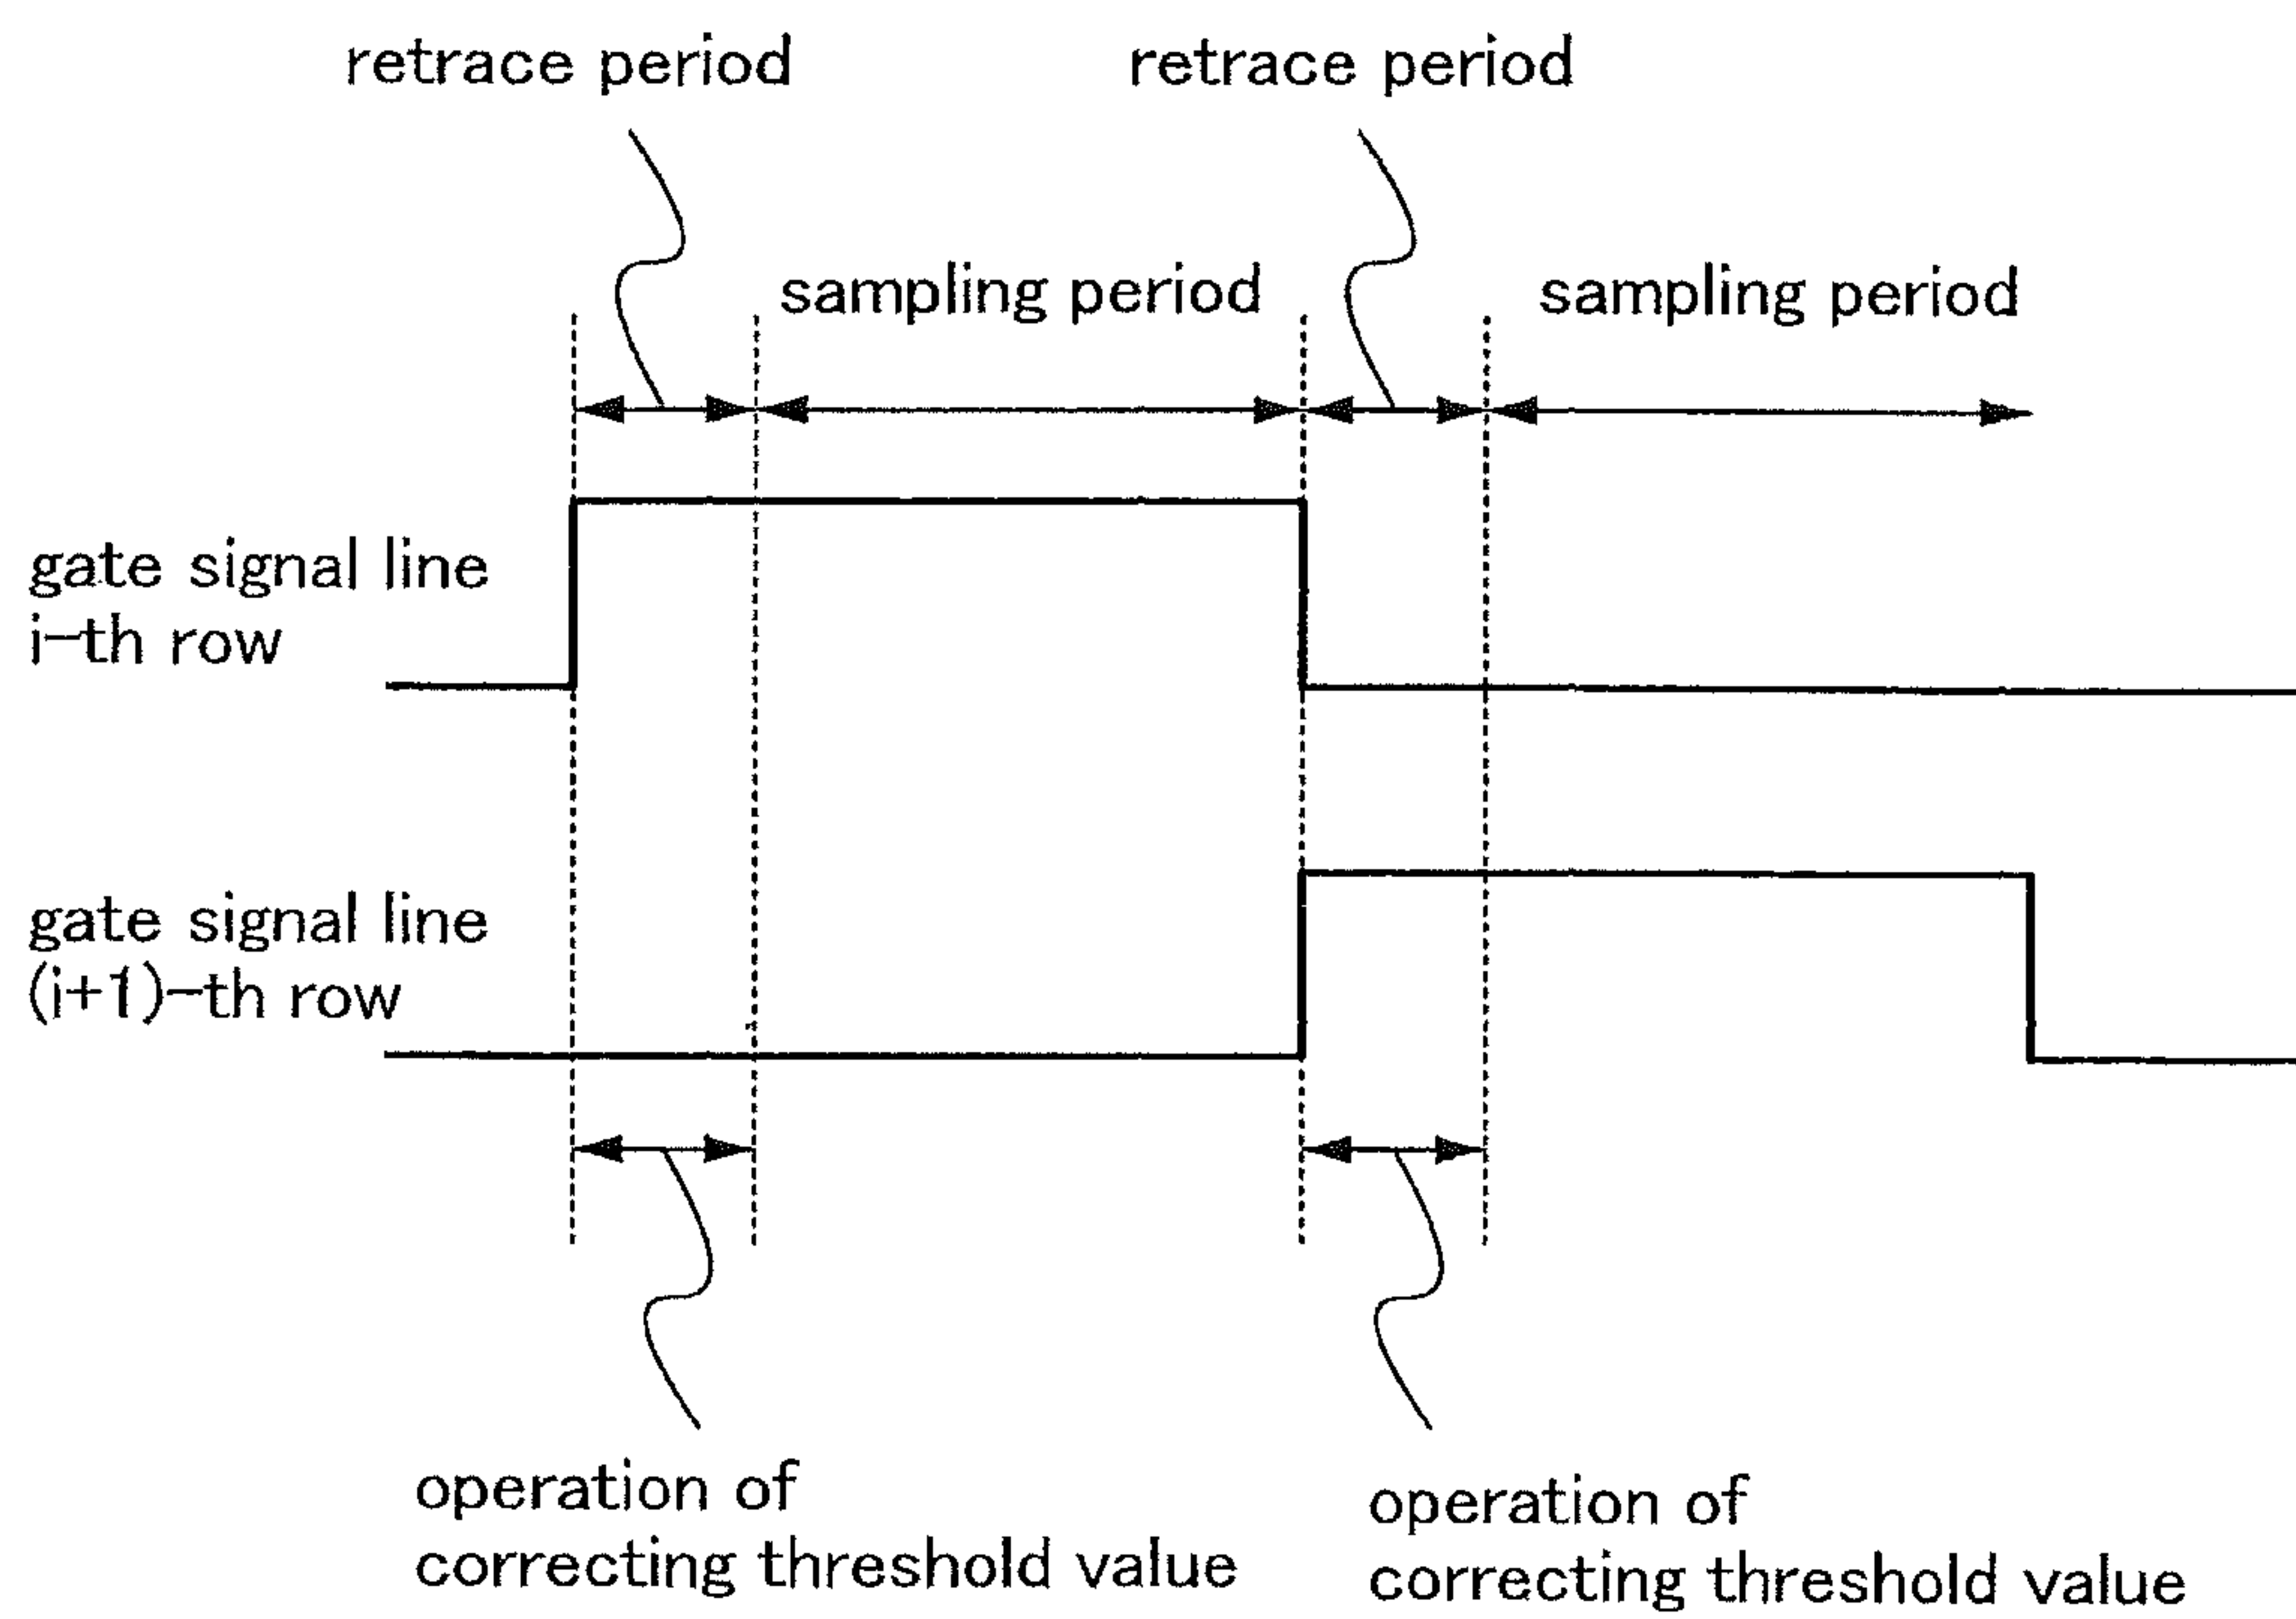 retrace period
retrace period
sampling period
sampling period
gate signal line
i-th row
gate signal line
(i+1)-th row
operation of
correcting threshold value
operation of
correcting threshold value